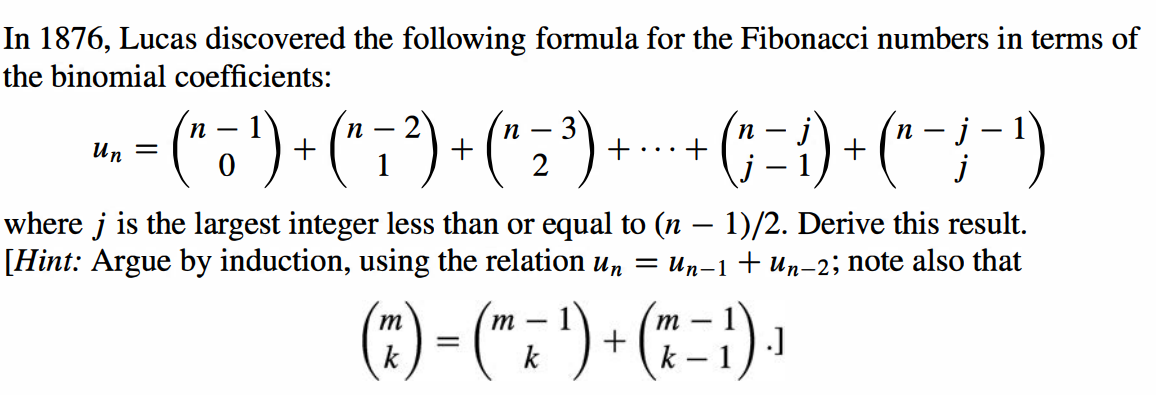 In 1876, Lucas discovered the following formula for the Fibonacci numbers in terms of
the binomial coefficients:
$u_n = \binom{n-1}{0} + \binom{n-2}{1} + \binom{n-3}{2} + \cdots + \binom{n-j}{j-1} + \binom{n-j-1}{j}$
where $j$ is the largest integer less than or equal to $(n - 1)/2$. Derive this result.
[Hint: Argue by induction, using the relation $u_n = u_{n-1} + u_{n-2}$; note also that
$\binom{m}{k} = \binom{m-1}{k} + \binom{m-1}{k-1}$.]